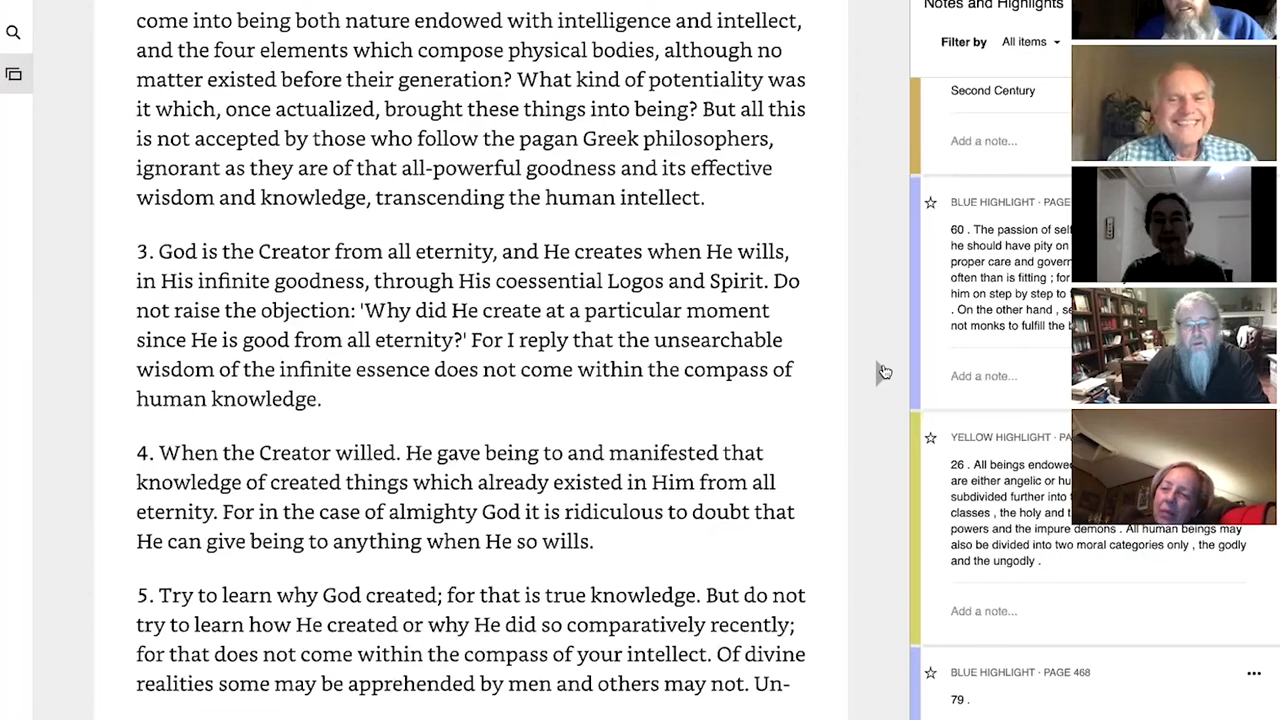 come into being both nature endowed with intelligence and intellect,
and the four elements which compose physical bodies, although no
matter existed before their generation? What kind of potentiality was
it which, once actualized, brought these things into being? But all this
is not accepted by those who follow the pagan Greek philosophers,
ignorant as they are of that all-powerful goodness and its effective
wisdom and knowledge, transcending the human intellect.
3. God is the Creator from all eternity, and He creates when He wills,
in His infinite goodness, through His coessential Logos and Spirit. Do
not raise the objection: 'Why did He create at a particular moment
since He is good from all eternity?' For I reply that the unsearchable
wisdom of the infinite essence does not come within the compass of
human knowledge.
4. When the Creator willed. He gave being to and manifested that
knowledge of created things which already existed in Him from all
eternity. For in the case of almighty God it is ridiculous to doubt that
He can give being to anything when He so wills.
5. Try to learn why God created; for that is true knowledge. But do not
try to learn how He created or why He did so comparatively recently;
for that does not come within the compass of your intellect. Of divine
realities some may be apprehended by men and others may not. Un-
Notes and Highlights
Filter by All items
Second Century
Add a note...
BLUE HIGHLIGHT · PAGE
60 . The passion of self
he should have pity on
proper care and govern
often than is fitting ; for
him on step by step to
. On the other hand , se
not monks to fulfill the
Add a note...
YELLOW HIGHLIGHT · PA
26 . All beings endowe
are either angelic or hu
subdivided further into
classes , the holy and
powers and the impure demons . All human beings may
also be divided into two moral categories only , the godly
and the ungodly .
Add a note...
BLUE HIGHLIGHT · PAGE 468
79 .